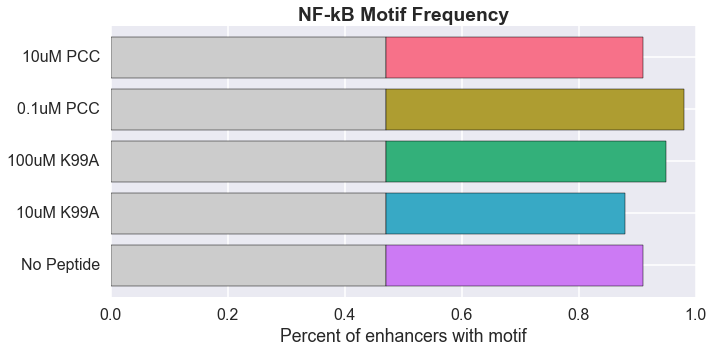 NF-kB Motif Frequency
10uM PCC
0.1uM PCC
100uM K99A
10uM K99A
No Peptide
0.0 0.2 0.4 0.6 0.8 1.0
Percent of enhancers with motif